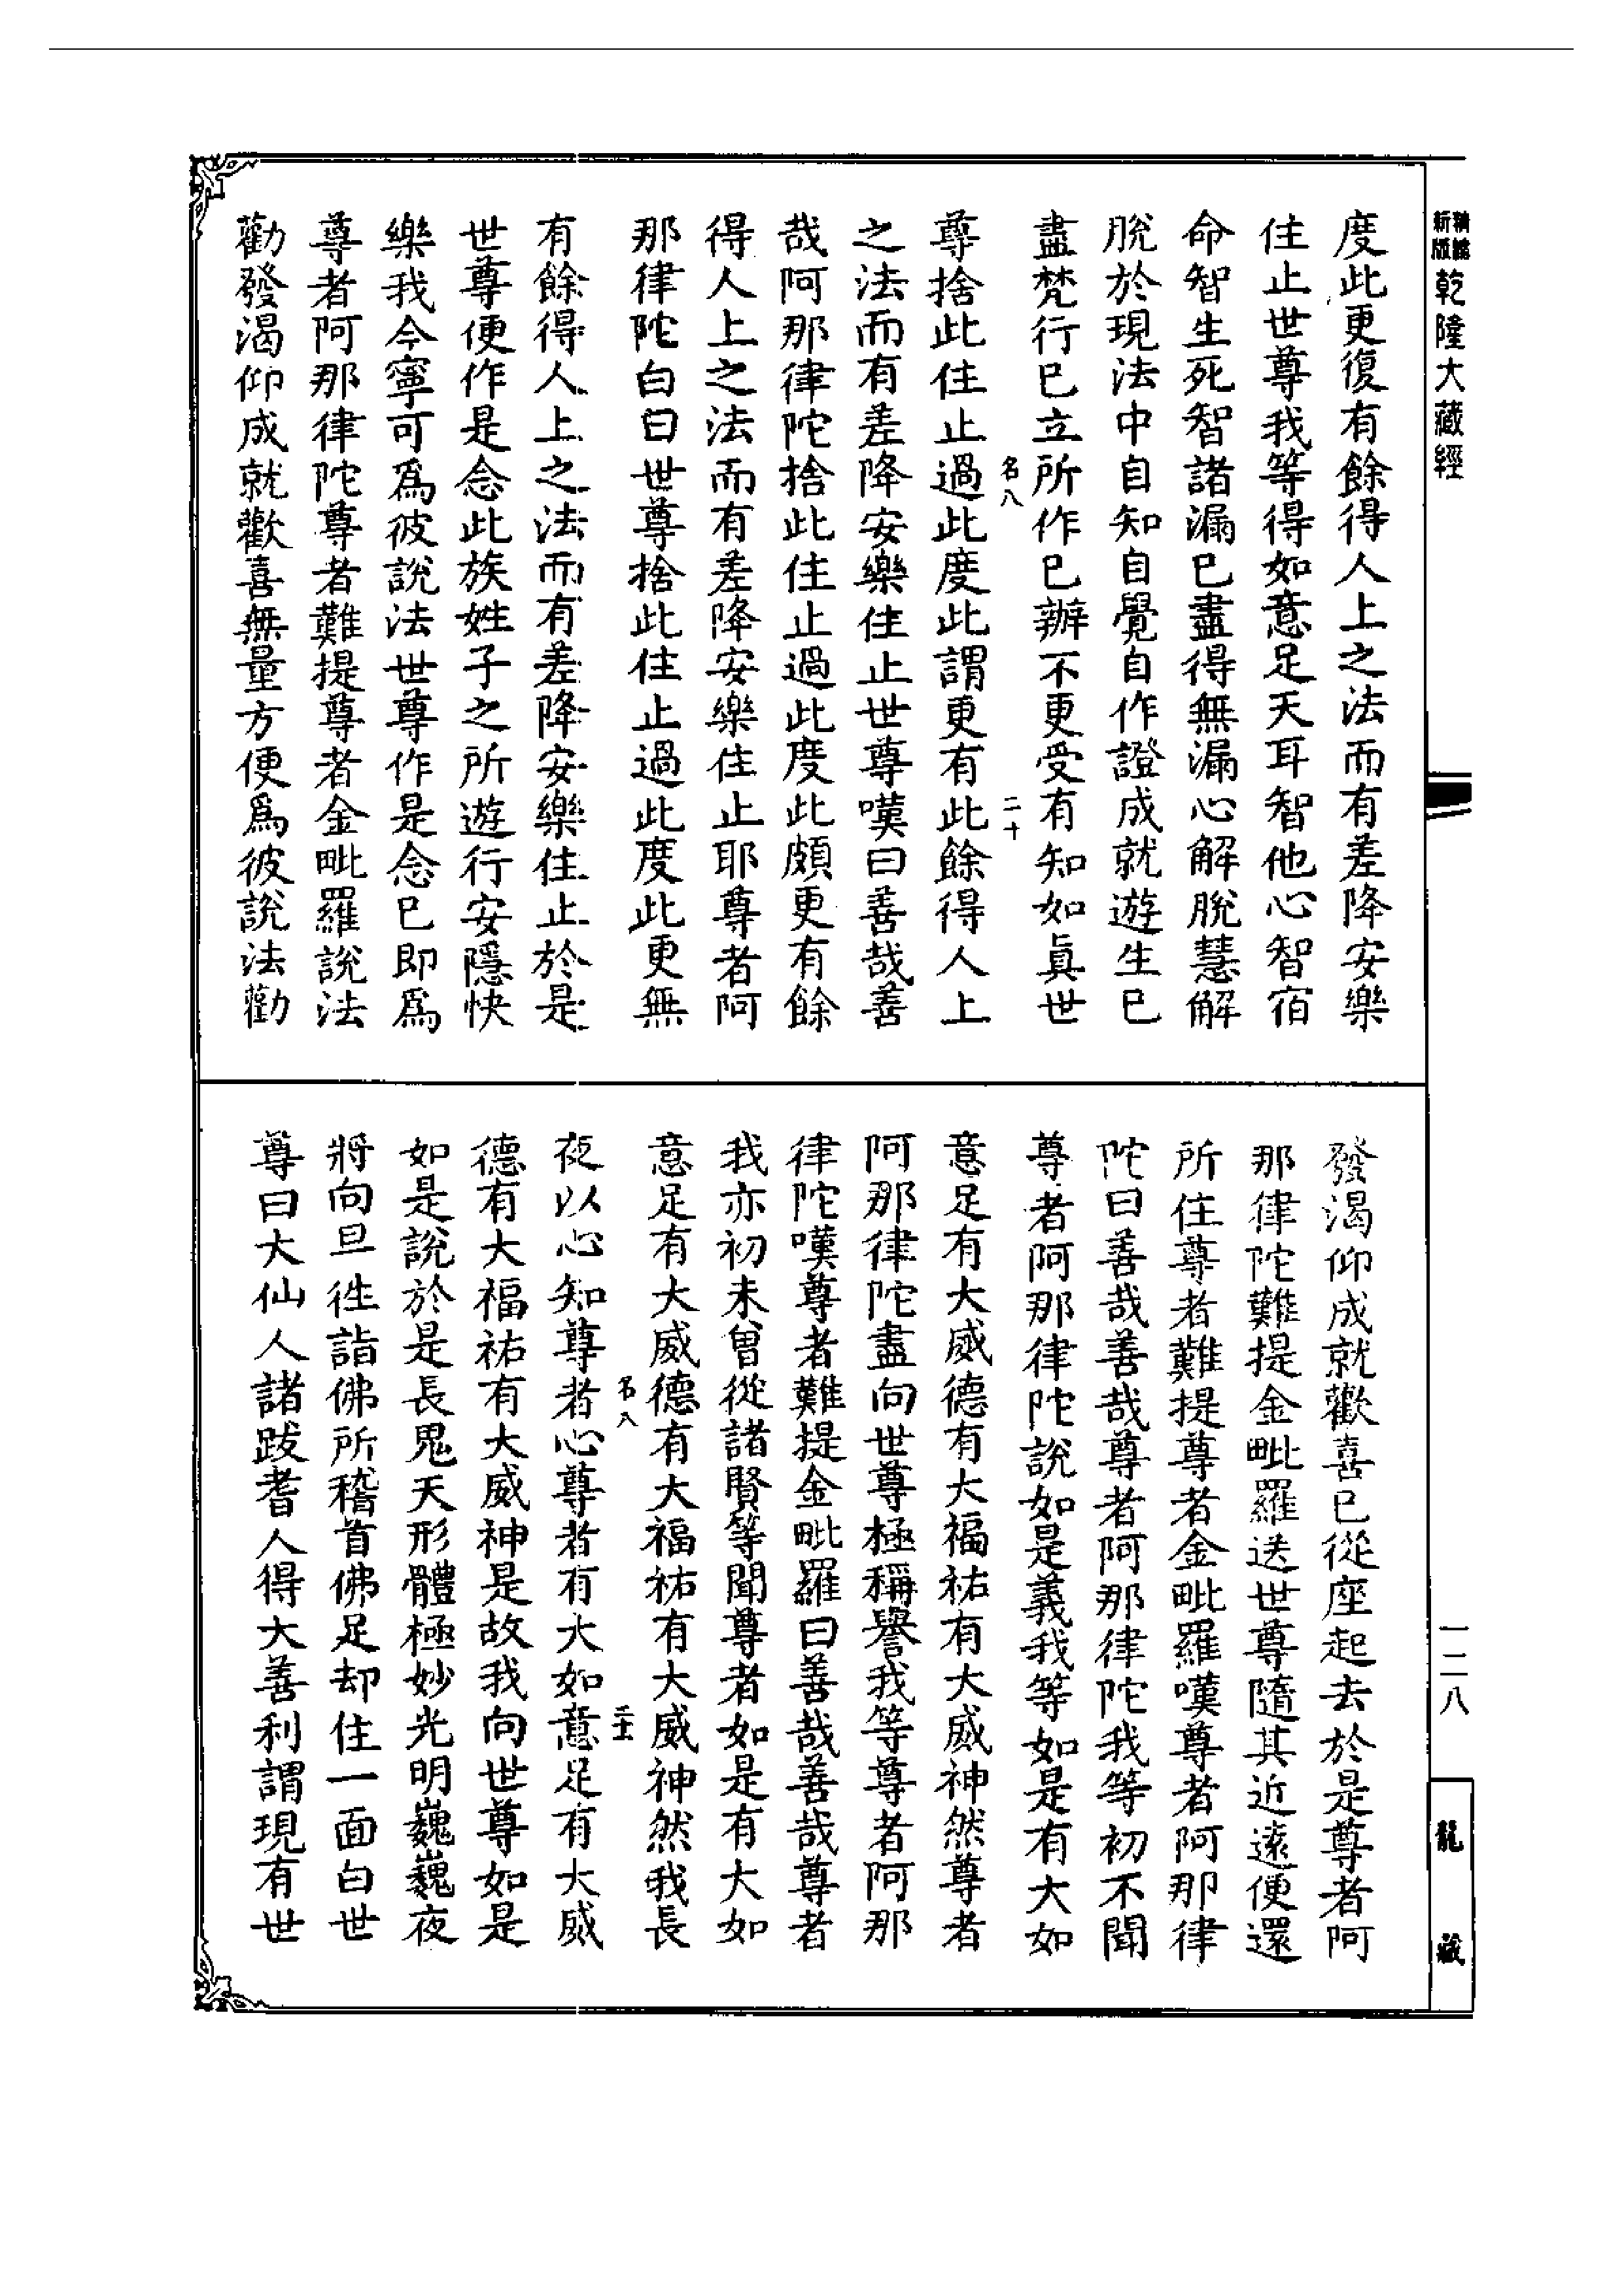 新版
精縮
乾隆大藏經
度此更復有餘得人上之法而有差降安樂
住止世尊我等得如意足天耳智他心智宿
命智生死智諸漏已盡得無漏心解脫慧解
脫於現法中自知自覺自作證成就遊生已
盡梵行已立所作已辦不更受有知如眞世
名八
二十
尊捨此住止過此度此謂更有此餘得人上
之法而有差降安樂住止世尊嘆曰善哉善
哉阿那律陀捨此住止過此度此頗更有餘
得人上之法而有差降安樂住止耶尊者阿
那律陀白曰世尊捨此住止過此度此更無
有餘得人上之法而有差降安樂住止於是
世尊便作是念此族姓子之所遊行安隱快
樂我今寧可爲彼說法世尊作是念已即爲
尊者阿那律陀尊者難提尊者金毗羅說法
勸發渴仰成就歡喜無量方便爲彼說法勸
發渴仰成就歡喜已從座起去於是尊者阿
那律陀難提金毗羅送世尊隨其近遠便還
所住尊者難提尊者金毗羅嘆尊者阿那律
陀曰善哉善哉尊者阿那律陀我等初不聞
尊者阿那律陀說如是義我等如是有大如
意足有大威德有大福祐有大威神然尊者
阿那律陀盡向世尊極稱譽我等尊者阿那
律陀嘆尊者難提金毗羅曰善哉善哉尊者
我亦初未曾從諸賢等聞尊者如是有大如
意足有大威德有大福祐有大威神然我長
名八
二十一
夜以心知尊者心尊者有大如意足有大威
德有大福祐有大威神是故我向世尊如是
如是說於是長鬼天形體極妙光明巍巍夜
將向旦往詣佛所稽首佛足却住一面白世
尊曰大仙人諸跋耆人得大善利謂現有世
一二八
龍藏